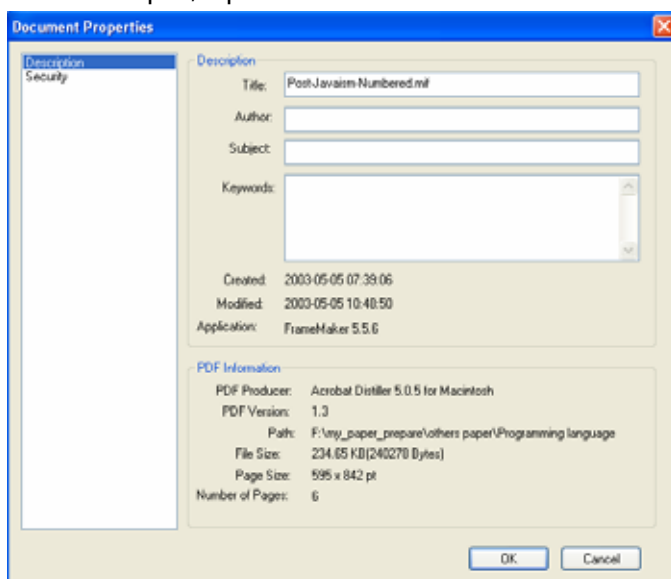 Document Properties
Description
Security
Description
Title: Post-Javaism-Numbered.mif
Author:
Subject:
Keywords:
Created: 2003-05-05 07:39:06
Modified: 2003-05-05 10:40:50
Application: FrameMaker 5.5.6
PDF Information
PDF Producer: Acrobat Distiller 5.0.5 for Macintosh
PDF Version: 1.3
Path: F:\my_paper_prepare\others paper\Programming language
File Size: 234.65 KB(240278 Bytes)
Page Size: 595 x 842 pt
Number of Pages: 6
OK Cancel